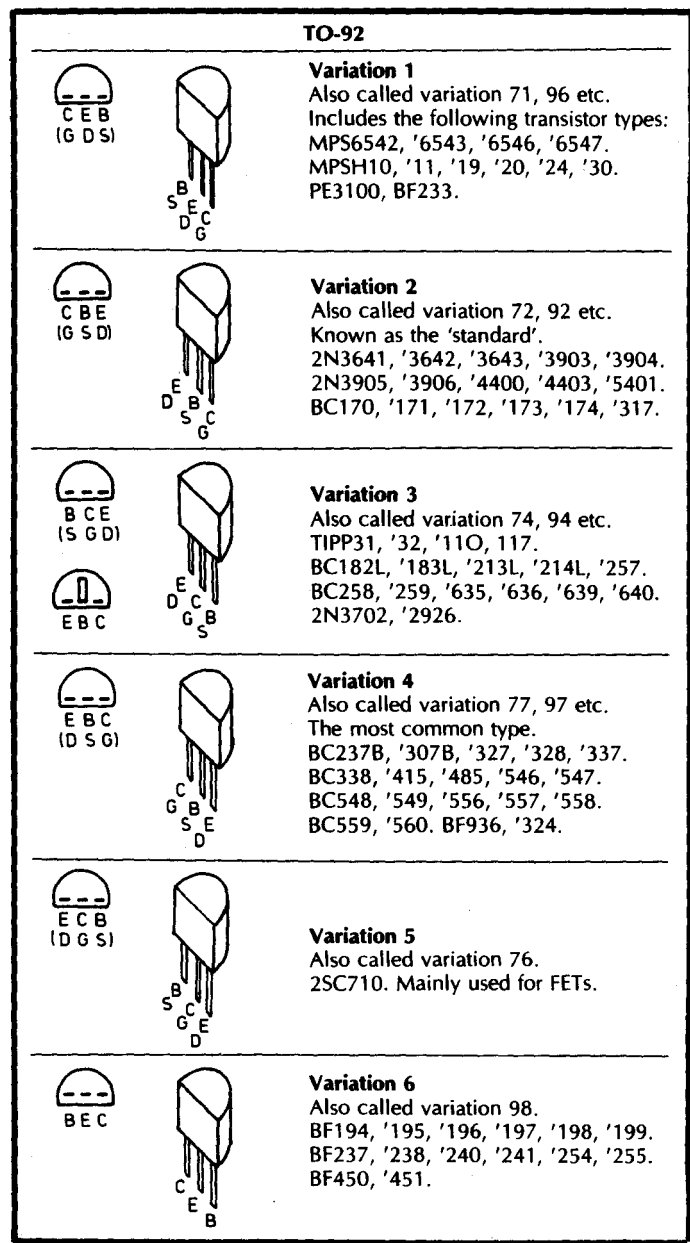 TO-92
C E B
(G D S)
B
S E C
D G
Variation 1
Also called variation 71, 96 etc.
Includes the following transistor types:
MPS6542, '6543, '6546, '6547.
MPSH10, '11, '19, '20, '24, '30.
PE3100, BF233.
C B E
(G S D)
E
D B C
S G
Variation 2
Also called variation 72, 92 etc.
Known as the 'standard'.
2N3641, '3642, '3643, '3903, '3904.
2N3905, '3906, '4400, '4403, '5401.
BC170, '171, '172, '173, '174, '317.
B C E
(S G D)
E B C
E
D C B
G S
Variation 3
Also called variation 74, 94 etc.
TIPP31, '32, '11O, 117.
BC182L, '183L, '213L, '214L, '257.
BC258, '259, '635, '636, '639, '640.
2N3702, '2926.
E B C
(D S G)
C
G B E
S D
Variation 4
Also called variation 77, 97 etc.
The most common type.
BC237B, '307B, '327, '328, '337.
BC338, '415, '485, '546, '547.
BC548, '549, '556, '557, '558.
BC559, '560. BF936, '324.
E C B
(D G S)
B
S C E
G D
Variation 5
Also called variation 76.
2SC710. Mainly used for FETs.
B E C
C E B
Variation 6
Also called variation 98.
BF194, '195, '196, '197, '198, '199.
BF237, '238, '240, '241, '254, '255.
BF450, '451.